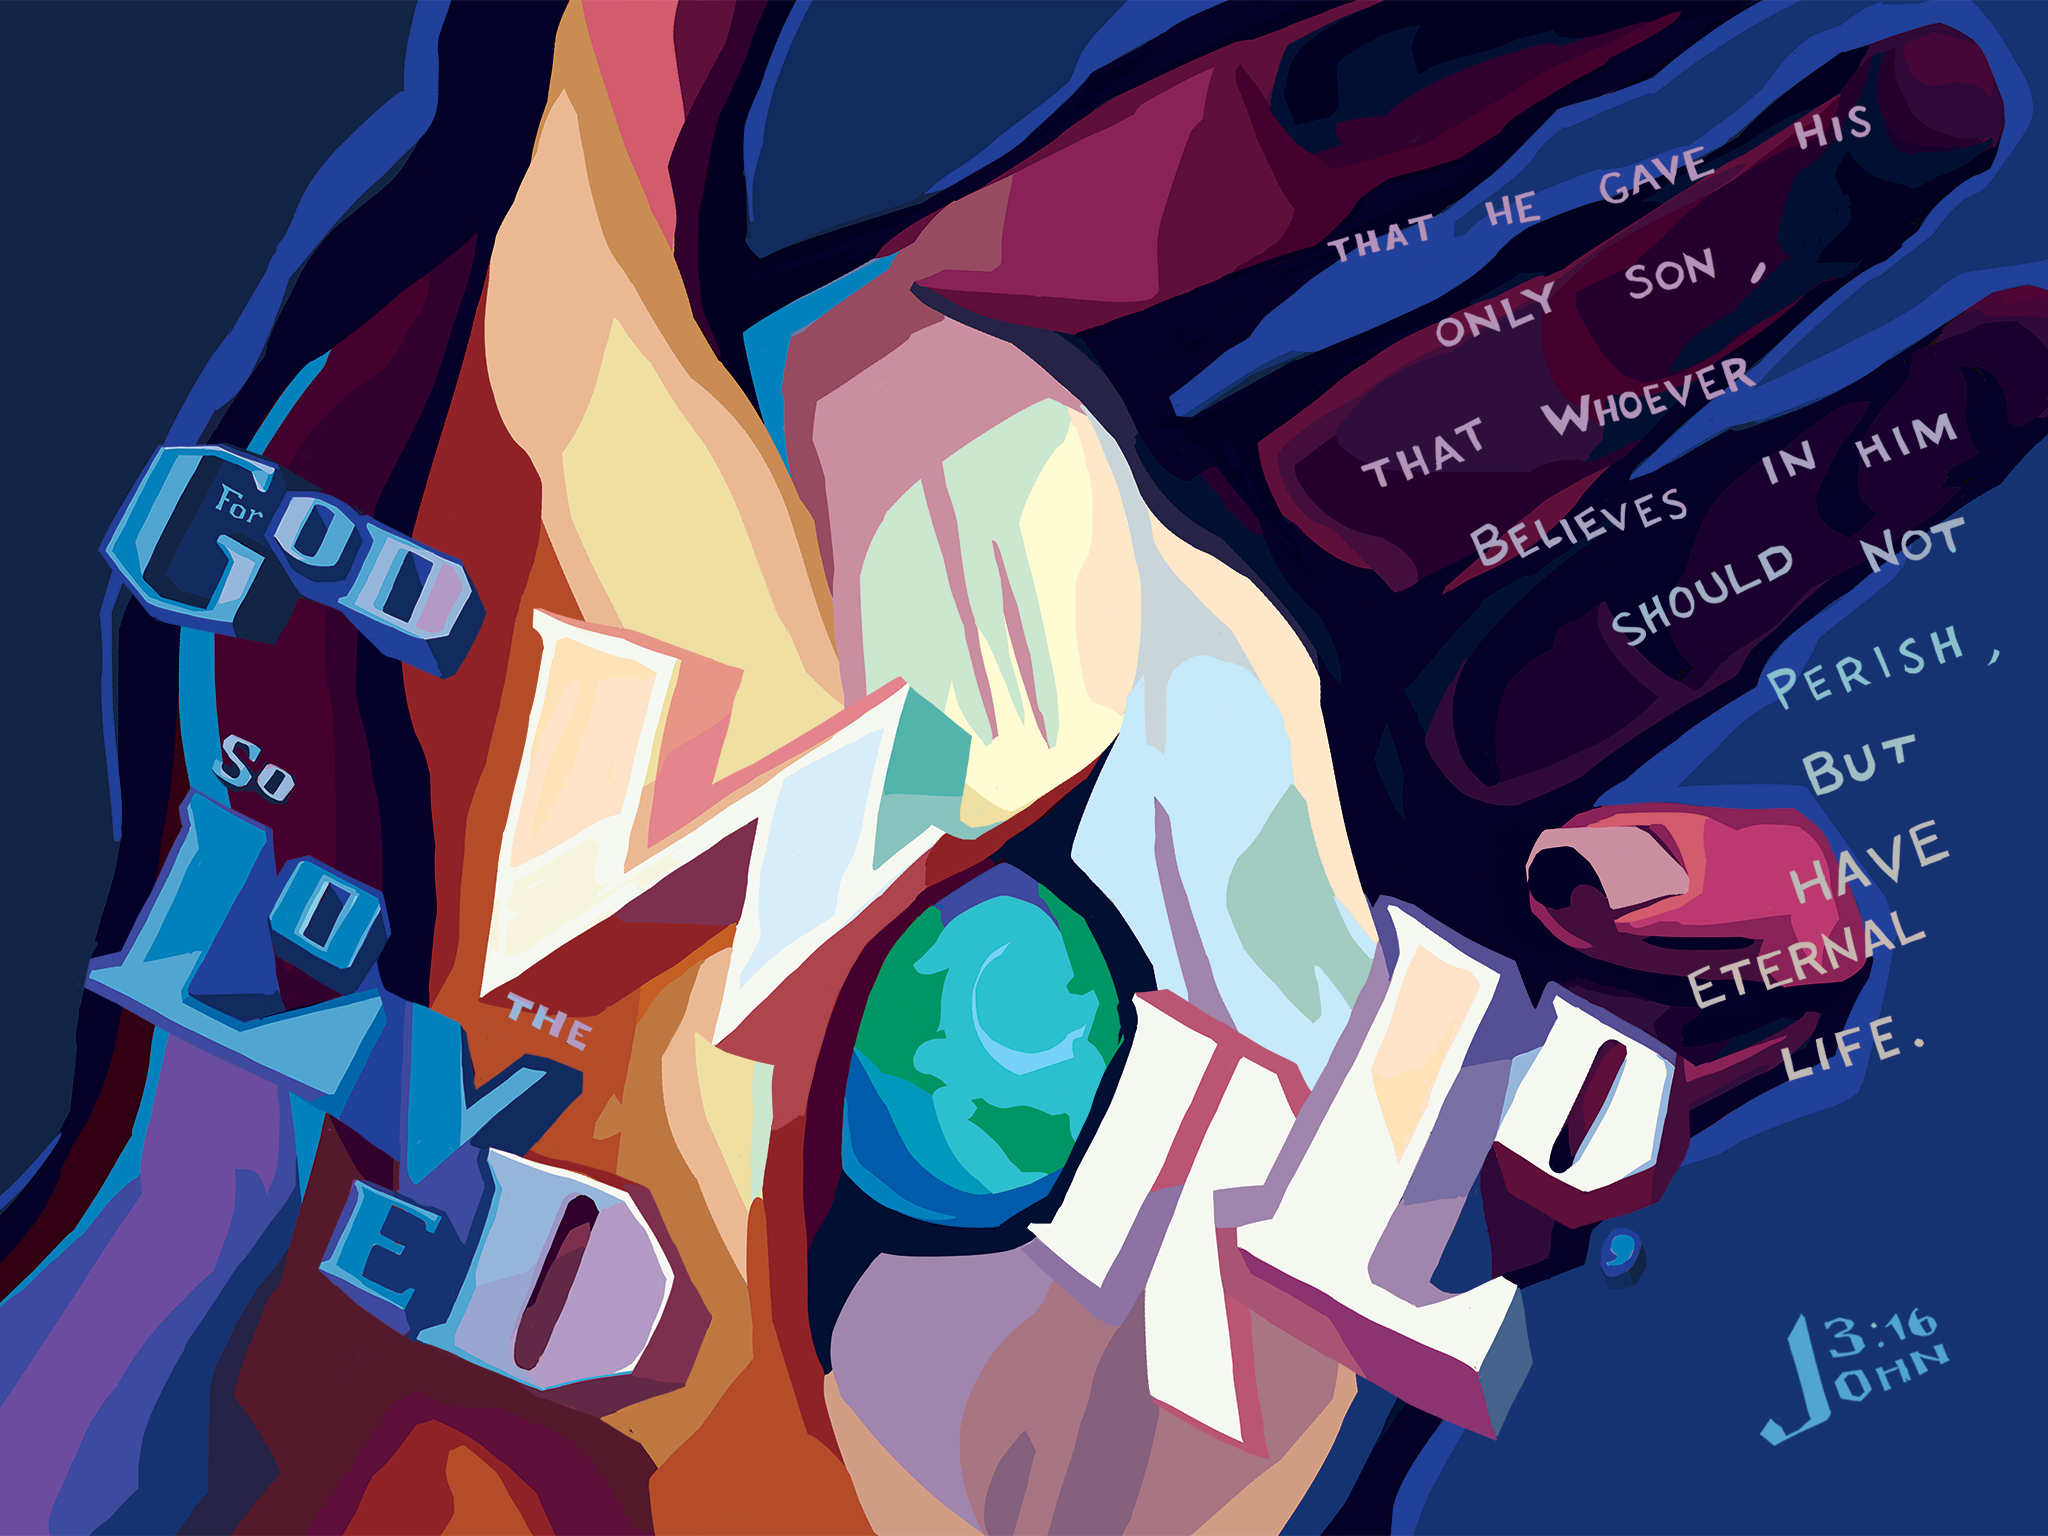 For
GOD
SO
LOVED
THE
WORLD,
THAT HE GAVE HIS
ONLY SON,
THAT WHOEVER
BELIEVES IN HIM
SHOULD NOT
PERISH,
BUT
HAVE
ETERNAL
LIFE.
JOHN
3:16